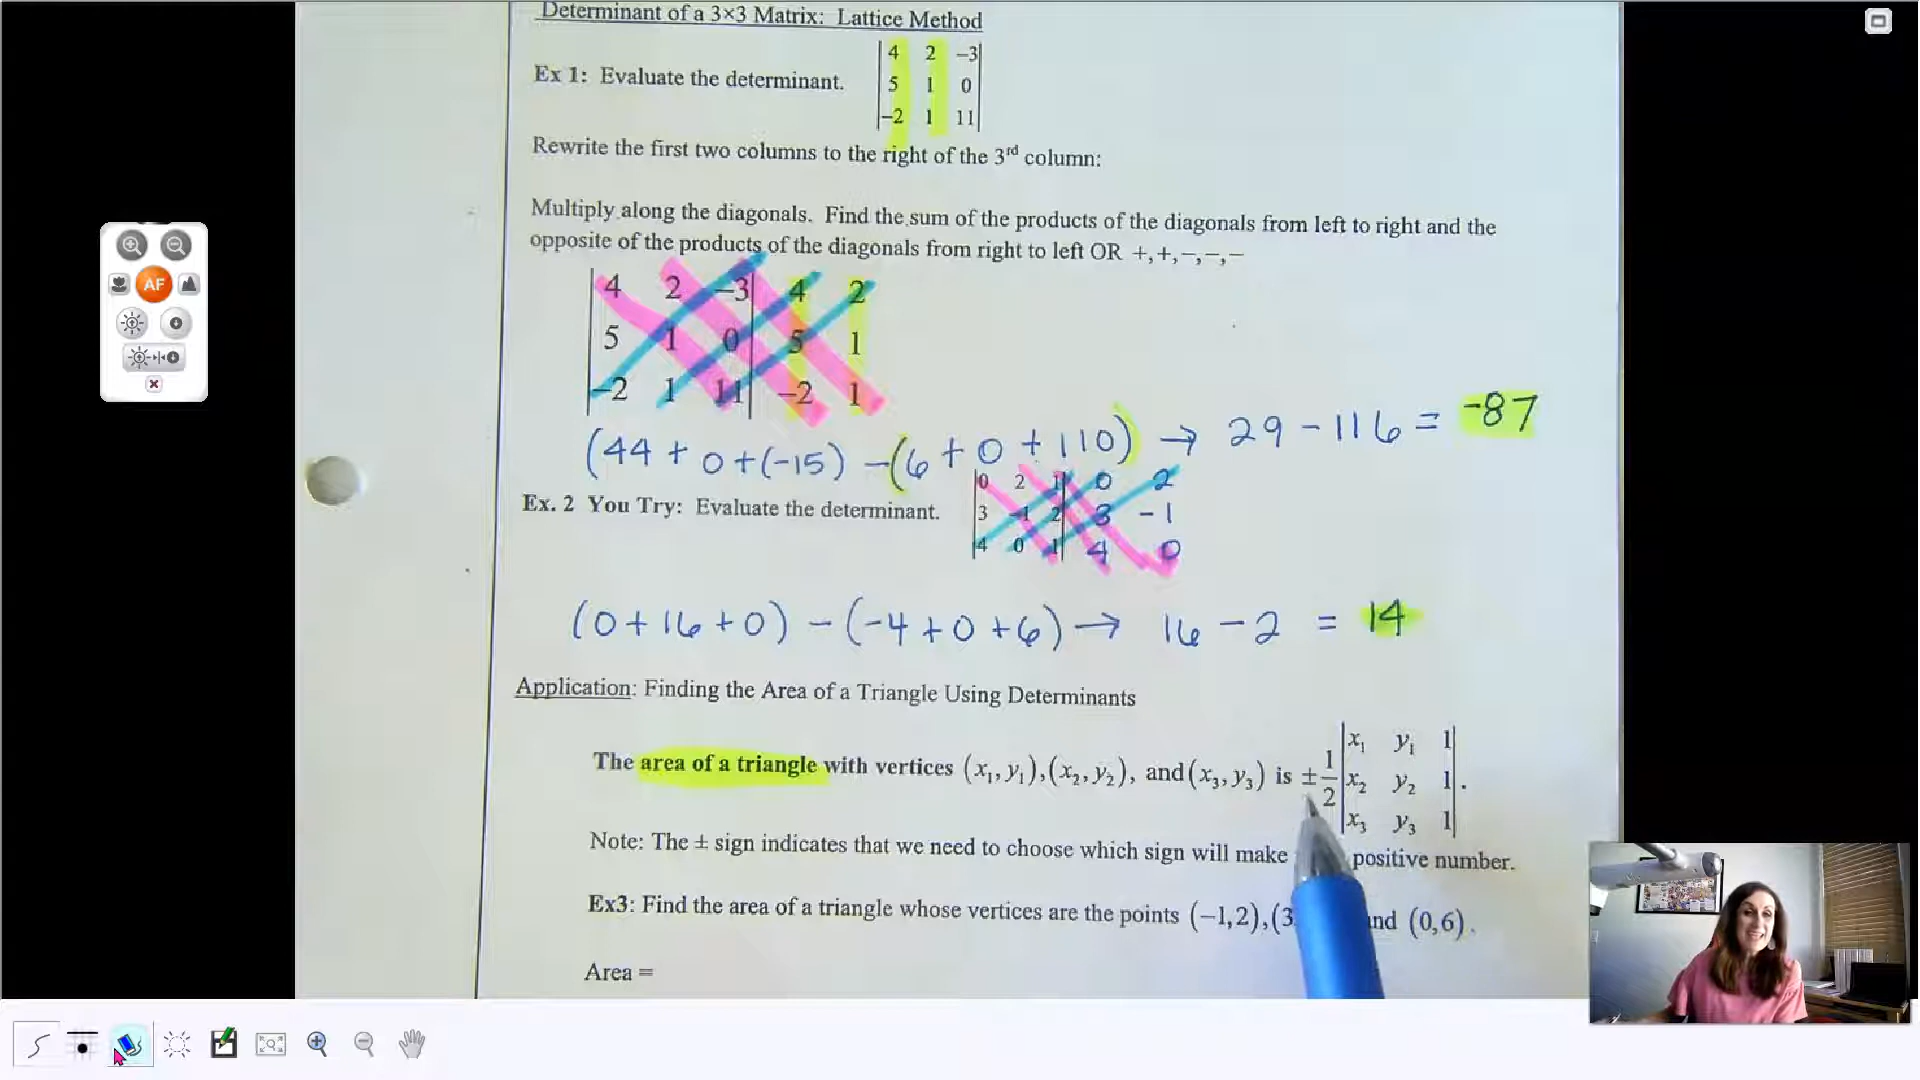 Determinant of a 3×3 Matrix: Lattice Method
Ex 1: Evaluate the determinant.
4 2 −3
5 1 0
−2 1 11
Rewrite the first two columns to the right of the 3rd column:
Multiply along the diagonals. Find the sum of the products of the diagonals from left to right and the
opposite of the products of the diagonals from right to left OR +,+,−,−,−
4 2 −3 4 2
5 1 0 5 1
−2 1 11 −2 1
(44 + 0 + (-15) − (6 + 0 + 110) → 29 − 116 = -87
Ex. 2 You Try: Evaluate the determinant.
0 2 1 0 2
3 −1 2 3 -1
4 0 1 4 0
(0 + 16 + 0) − (-4 + 0 + 6) → 16 − 2 = 14
Application: Finding the Area of a Triangle Using Determinants
The area of a triangle with vertices (x₁, y₁), (x₂, y₂), and (x₃, y₃) is ± 1/2
x₁ y₁ 1
x₂ y₂ 1 .
x₃ y₃ 1
Note: The ± sign indicates that we need to choose which sign will make positive number.
Ex3: Find the area of a triangle whose vertices are the points (−1,2),(3 nd (0,6).
Area =
AF